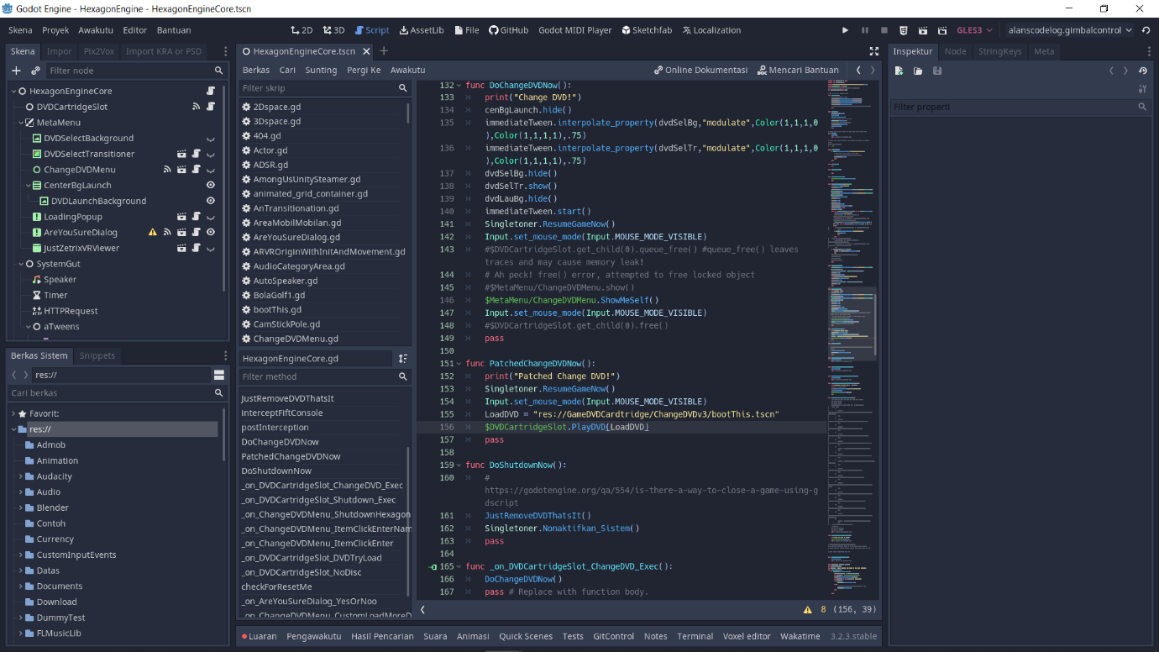 Godot Engine - HexagonEngine - HexagonEngineCore.tscn
Skena Proyek Awakutu Editor Bantuan
2D 3D Script AssetLib File GitHub Godot MIDI Player Sketchfab Localization
GLES3 alanscodelog.gimbalcontrol
Skena Impor Pix2Vox Import KRA or PSD
Filter node
HexagonEngineCore
DVDCartridgeSlot
MetaMenu
DVDSelectBackground
DVDSelectTransitioner
ChangeDVDMenu
CenterBgLaunch
DVDLaunchBackground
LoadingPopup
AreYouSureDialog
JustZetrixVRViewer
SystemGut
Speaker
Timer
HTTPRequest
aTweens
Berkas Sistem Snippets
res://
Cari berkas
Favorit:
res://
Admob
Animation
Audacity
Audio
Blender
Contoh
Currency
CustomInputEvents
Datas
Documents
Download
DummyTest
FLMusicLib
HexagonEngineCore.tscn
Berkas Cari Sunting Pergi Ke Awakutu
Online Dokumentasi Mencari Bantuan
Filter skrip
2Dspace.gd
3Dspace.gd
404.gd
Actor.gd
ADSR.gd
AmongUsUnitySteamer.gd
animated_grid_container.gd
AnTransitionation.gd
AreaMobilMobilan.gd
AreYouSureDialog.gd
ARVROriginWithInitAndMovement.gd
AudioCategoryArea.gd
AutoSpeaker.gd
BolaGolf1.gd
bootThis.gd
CamStickPole.gd
ChangeDVDMenu.gd
HexagonEngineCore.gd
Filter method
JustRemoveDVDThatsIt
InterceptFiftConsole
postInterception
DoChangeDVDNow
PatchedChangeDVDNow
DoShutdownNow
_on_DVDCartridgeSlot_ChangeDVD_Exec
_on_DVDCartridgeSlot_Shutdown_Exec
_on_ChangeDVDMenu_ShutdownHexagon
_on_ChangeDVDMenu_ItemClickEnterNam
_on_ChangeDVDMenu_ItemClickEnter
_on_DVDCartridgeSlot_DVDTryLoad
_on_DVDCartridgeSlot_NoDisc
checkForResetMe
_on_AreYouSureDialog_YesOrNoo
_on_ChangeDVDMenu_CustomLoadMoreD
132 func DoChangeDVDNow():
133 print("Change DVD!")
134 cenBgLaunch.hide()
135 immediateTween.interpolate_property(dvdSelBg,"modulate",Color(1,1,1,0
),Color(1,1,1,1),.75)
136 immediateTween.interpolate_property(dvdSelTr,"modulate",Color(1,1,1,0
),Color(1,1,1,1),.75)
137 dvdSelBg.hide()
138 dvdSelTr.show()
139 dvdLauBg.hide()
140 immediateTween.start()
141 Singletoner.ResumeGameNow()
142 Input.set_mouse_mode(Input.MOUSE_MODE_VISIBLE)
143 #$DVDCartridgeSlot.get_child(0).queue_free() #queue_free() leaves
traces and may cause memory leak!
144 # Ah peck! free() error, attempted to free locked object
145 #$MetaMenu/ChangeDVDMenu.show()
146 $MetaMenu/ChangeDVDMenu.ShowMeSelf()
147 Input.set_mouse_mode(Input.MOUSE_MODE_VISIBLE)
148 #$DVDCartridgeSlot.get_child(0).free()
149 pass
150
151 func PatchedChangeDVDNow():
152 print("Patched Change DVD!")
153 Singletoner.ResumeGameNow()
154 Input.set_mouse_mode(Input.MOUSE_MODE_VISIBLE)
155 LoadDVD = "res://GameDVDCardtridge/ChangeDVDv3/bootThis.tscn"
156 $DVDCartridgeSlot.PlayDVD(LoadDVD)
157 pass
158
159 func DoShutdownNow():
160 #
https://godotengine.org/qa/554/is-there-a-way-to-close-a-game-using-g
dscript
161 JustRemoveDVDThatsIt()
162 Singletoner.Nonaktifkan_Sistem()
163 pass
164
165 func _on_DVDCartridgeSlot_ChangeDVD_Exec():
166 DoChangeDVDNow()
167 pass # Replace with function body.
8 (156, 39)
Luaran Pengawakutu Hasil Pencarian Suara Animasi Quick Scenes Tests GitControl Notes Terminal Voxel editor Wakatime 3.2.3.stable
Inspektur Node StringKeys Meta
Filter properti